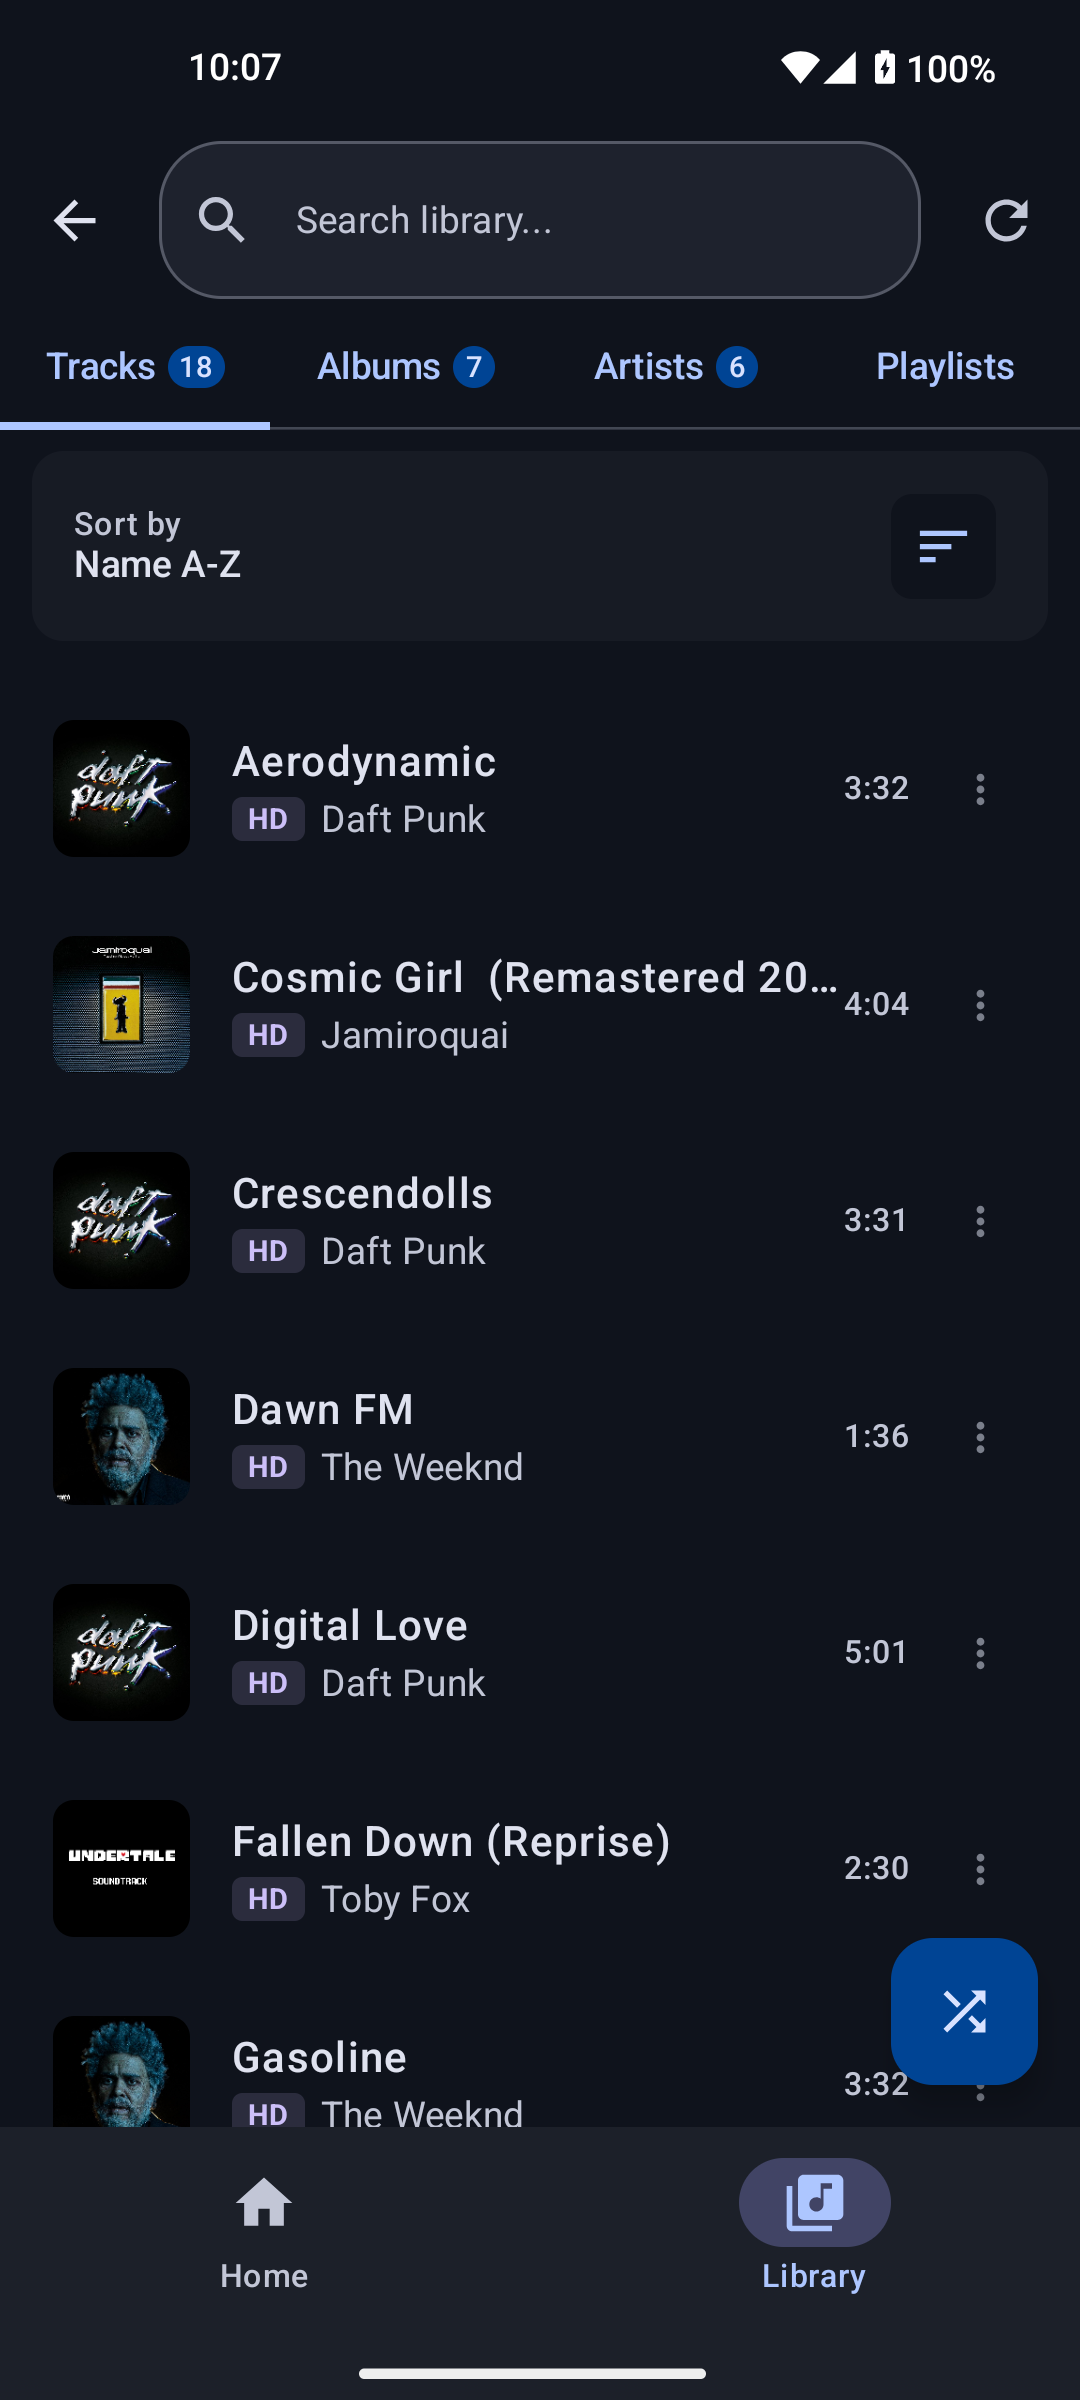 10:07
100%
Search library...
Tracks 18
Albums 7
Artists 6
Playlists
Sort by
Name A-Z
daft punk
Aerodynamic
HD Daft Punk
3:32
Jamiroquai
Cosmic Girl  (Remastered 20…
HD Jamiroquai
4:04
daft punk
Crescendolls
HD Daft Punk
3:31
Dawn FM
HD The Weeknd
1:36
daft punk
Digital Love
HD Daft Punk
5:01
UNDERTALE
SOUNDTRACK
Fallen Down (Reprise)
HD Toby Fox
2:30
Gasoline
HD The Weeknd
3:32
Home
Library